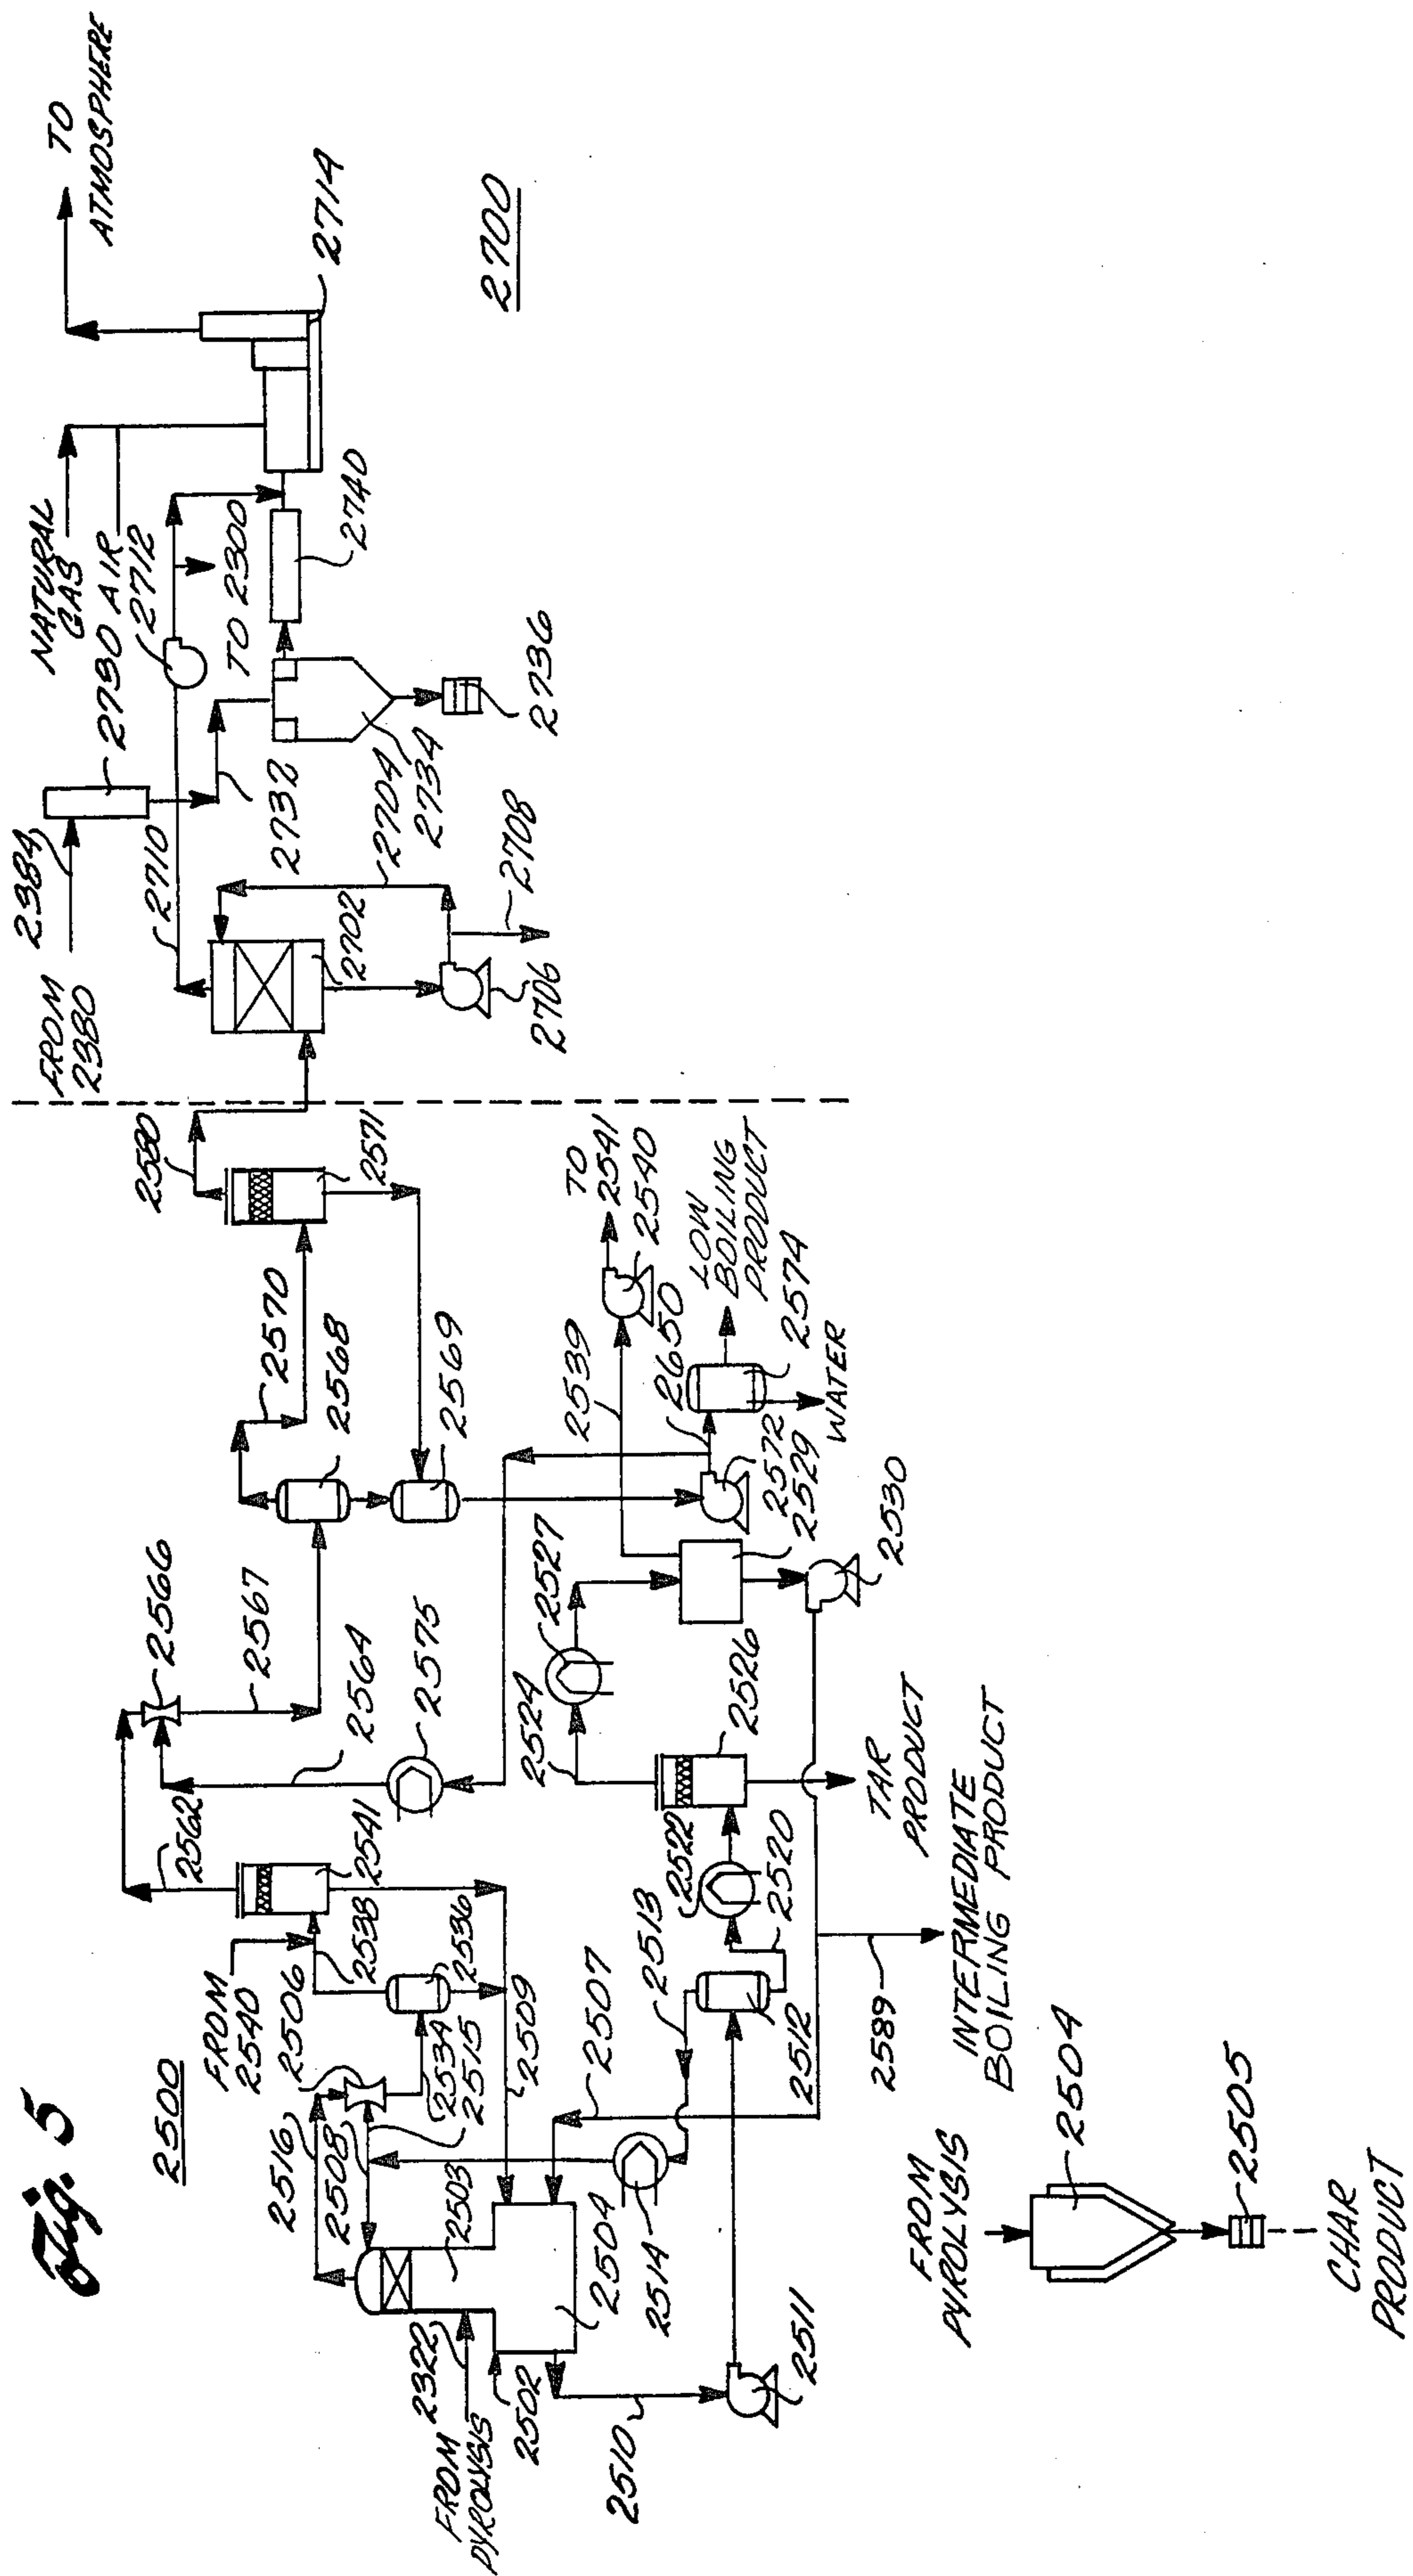 Fig. 5
2500
2516
2508
2503
FROM
2540
2506
2534
2515
2538
2536
2541
2562
2509
2564
2566
2567
2575
2570
2568
2569
2580
2571
FROM
PYROLYSIS
2322
2502
2504
2514
2507
2513
2510
2511
2512
2520
2522
2524
2526
2527
2539
TO
2541
2540
2650
LOW
BOILING
PRODUCT
2574
WATER
2572
2529
2530
TAR
PRODUCT
INTERMEDIATE
BOILING PRODUCT
2589
FROM
PYROLYSIS
2504
2505
CHAR
PRODUCT
FROM
2380
2384
2710
2702
2704
2706
2708
2730
2732
2734
2736
NATURAL
GAS
AIR
2712
TO 2300
2740
2714
TO
ATMOSPHERE
2700